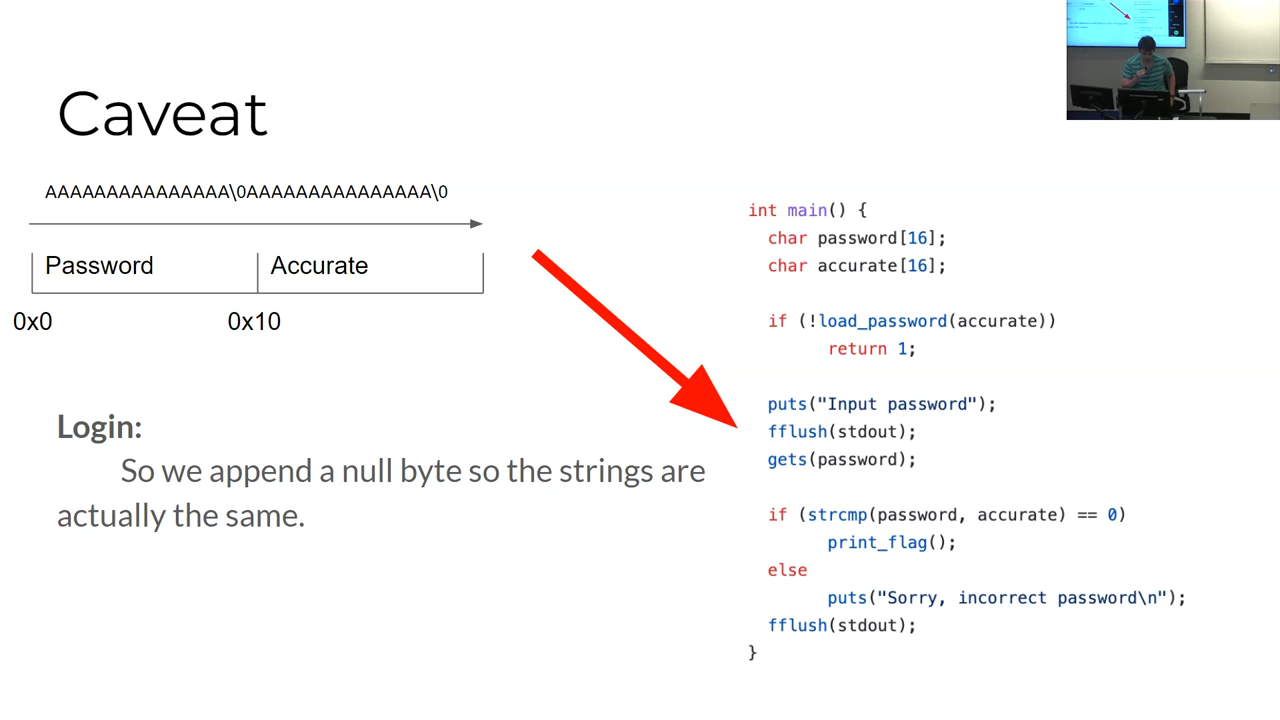 Caveat
AAAAAAAAAAAAAAA\0AAAAAAAAAAAAAAA\0
Password
Accurate
0x0
0x10
Login:
So we append a null byte so the strings are
actually the same.
int main() {
char password[16];
char accurate[16];
if (!load_password(accurate))
return 1;
puts("Input password");
fflush(stdout);
gets(password);
if (strcmp(password, accurate) == 0)
print_flag();
else
puts("Sorry, incorrect password\n");
fflush(stdout);
}